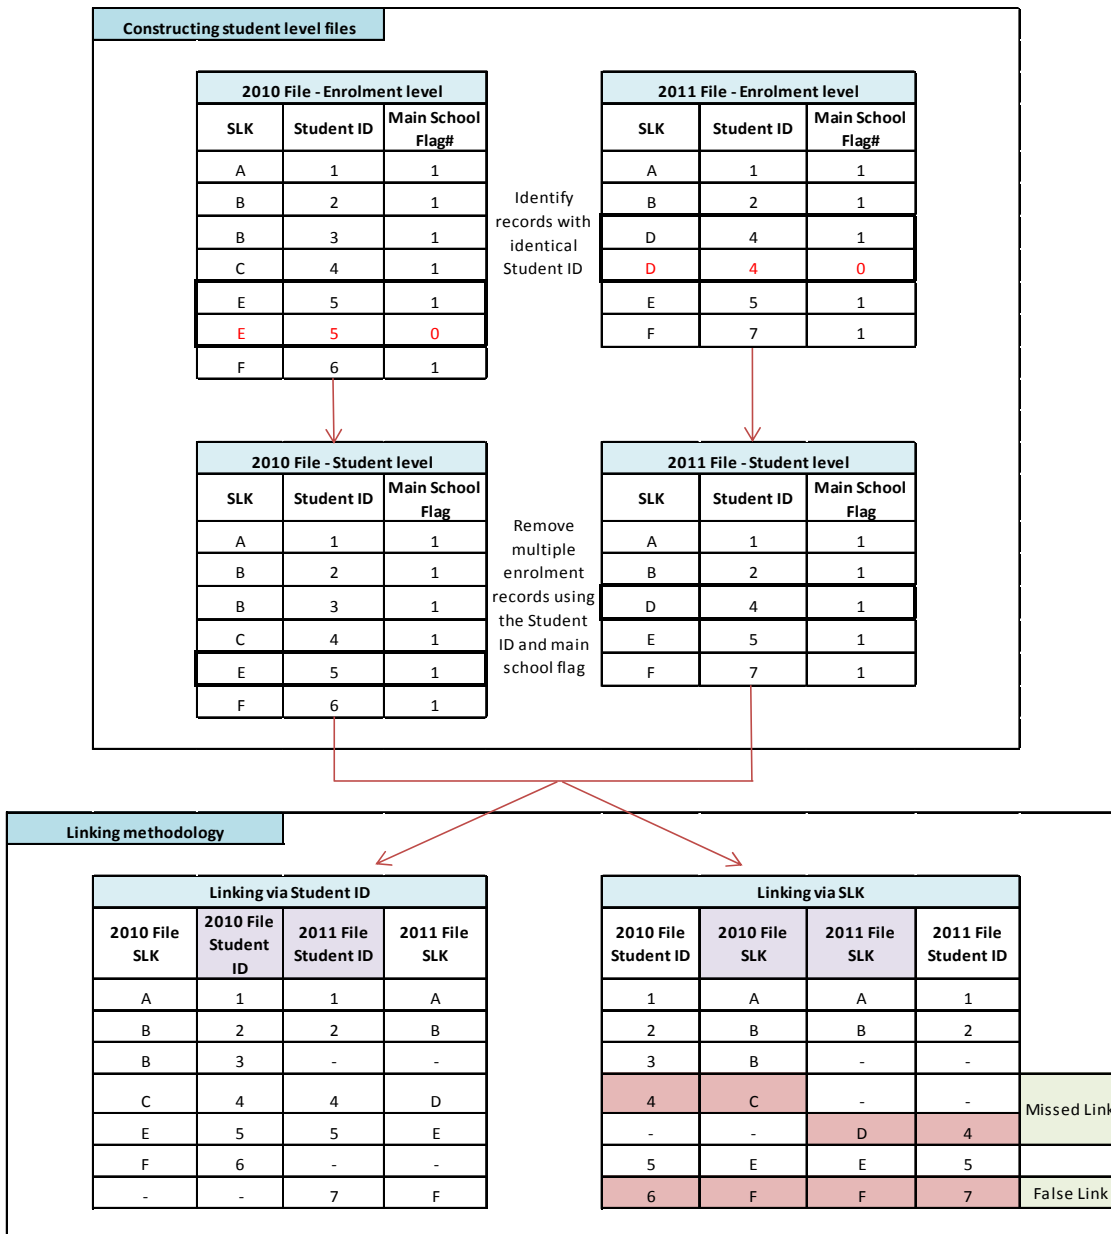 Constructing student level files
2010 File - Enrolment level
SLK Student ID Main School
Flag#
A 1 1
B 2 1
B 3 1
C 4 1
E 5 1
E 5 0
F 6 1
Identify
records with
identical
Student ID
2011 File - Enrolment level
SLK Student ID Main School
Flag#
A 1 1
B 2 1
D 4 1
D 4 0
E 5 1
F 7 1
2010 File - Student level
SLK Student ID Main School
Flag
A 1 1
B 2 1
B 3 1
C 4 1
E 5 1
F 6 1
Remove
multiple
enrolment
records using
the Student
ID and main
school flag
2011 File - Student level
SLK Student ID Main School
Flag
A 1 1
B 2 1
D 4 1
E 5 1
F 7 1
Linking methodology
Linking via Student ID
2010 File
SLK
2010 File
Student
ID
2011 File
Student ID
2011 File
SLK
A 1 1 A
B 2 2 B
B 3 - -
C 4 4 D
E 5 5 E
F 6 - -
- - 7 F
Linking via SLK
2010 File
Student ID
2010 File
SLK
2011 File
SLK
2011 File
Student ID
1 A A 1
2 B B 2
3 B - -
4 C - -
- - D 4
Missed Link
5 E E 5
6 F F 7 False Link